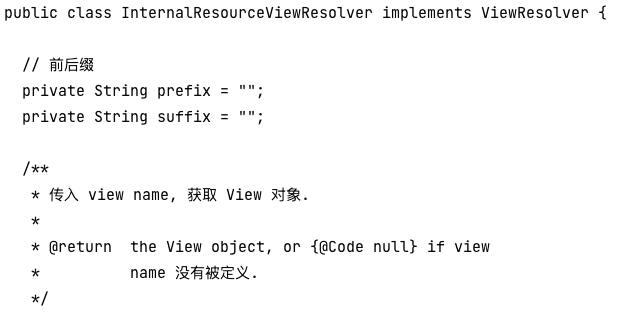 public class InternalResourceViewResolver implements ViewResolver {
// 前后缀
private String prefix = "";
private String suffix = "";
/**
* 传入 view name, 获取 View 对象.
*
* @return  the View object, or {@Code null} if view
*          name 没有被定义.
*/